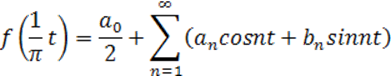 f(1/π t) = a₀/2 + ∑_{n=1}^{∞} (aₙcosnt + bₙsinnt)